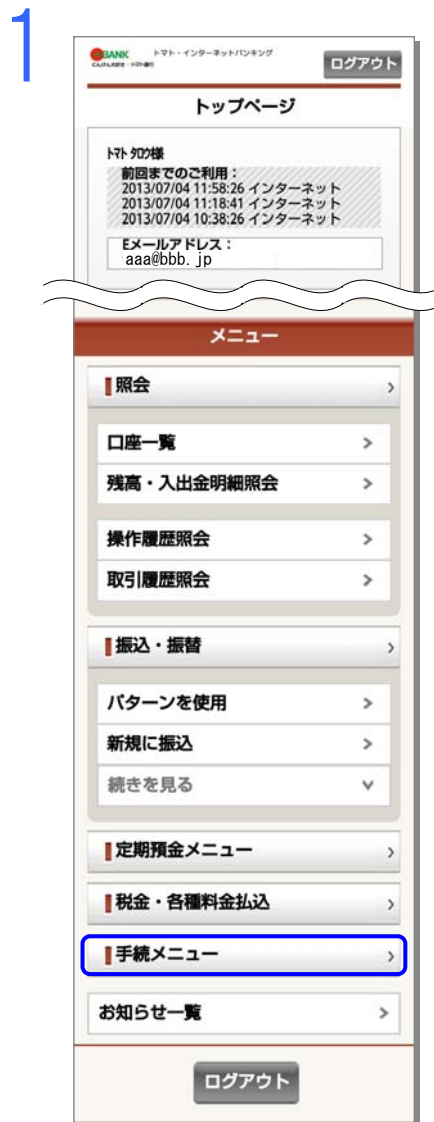 1
BANK
トマト・インターネットバンキング
ログアウト
トップページ
トマト タロウ様
前回までのご利用：
2013/07/04 11:58:26 インターネット
2013/07/04 11:18:41 インターネット
2013/07/04 10:38:26 インターネット
Eメールアドレス：
aaa@bbb.jp
メニュー
照会
口座一覧
残高・入出金明細照会
操作履歴照会
取引履歴照会
振込・振替
パターンを使用
新規に振込
続きを見る
定期預金メニュー
税金・各種料金払込
手続メニュー
お知らせ一覧
ログアウト